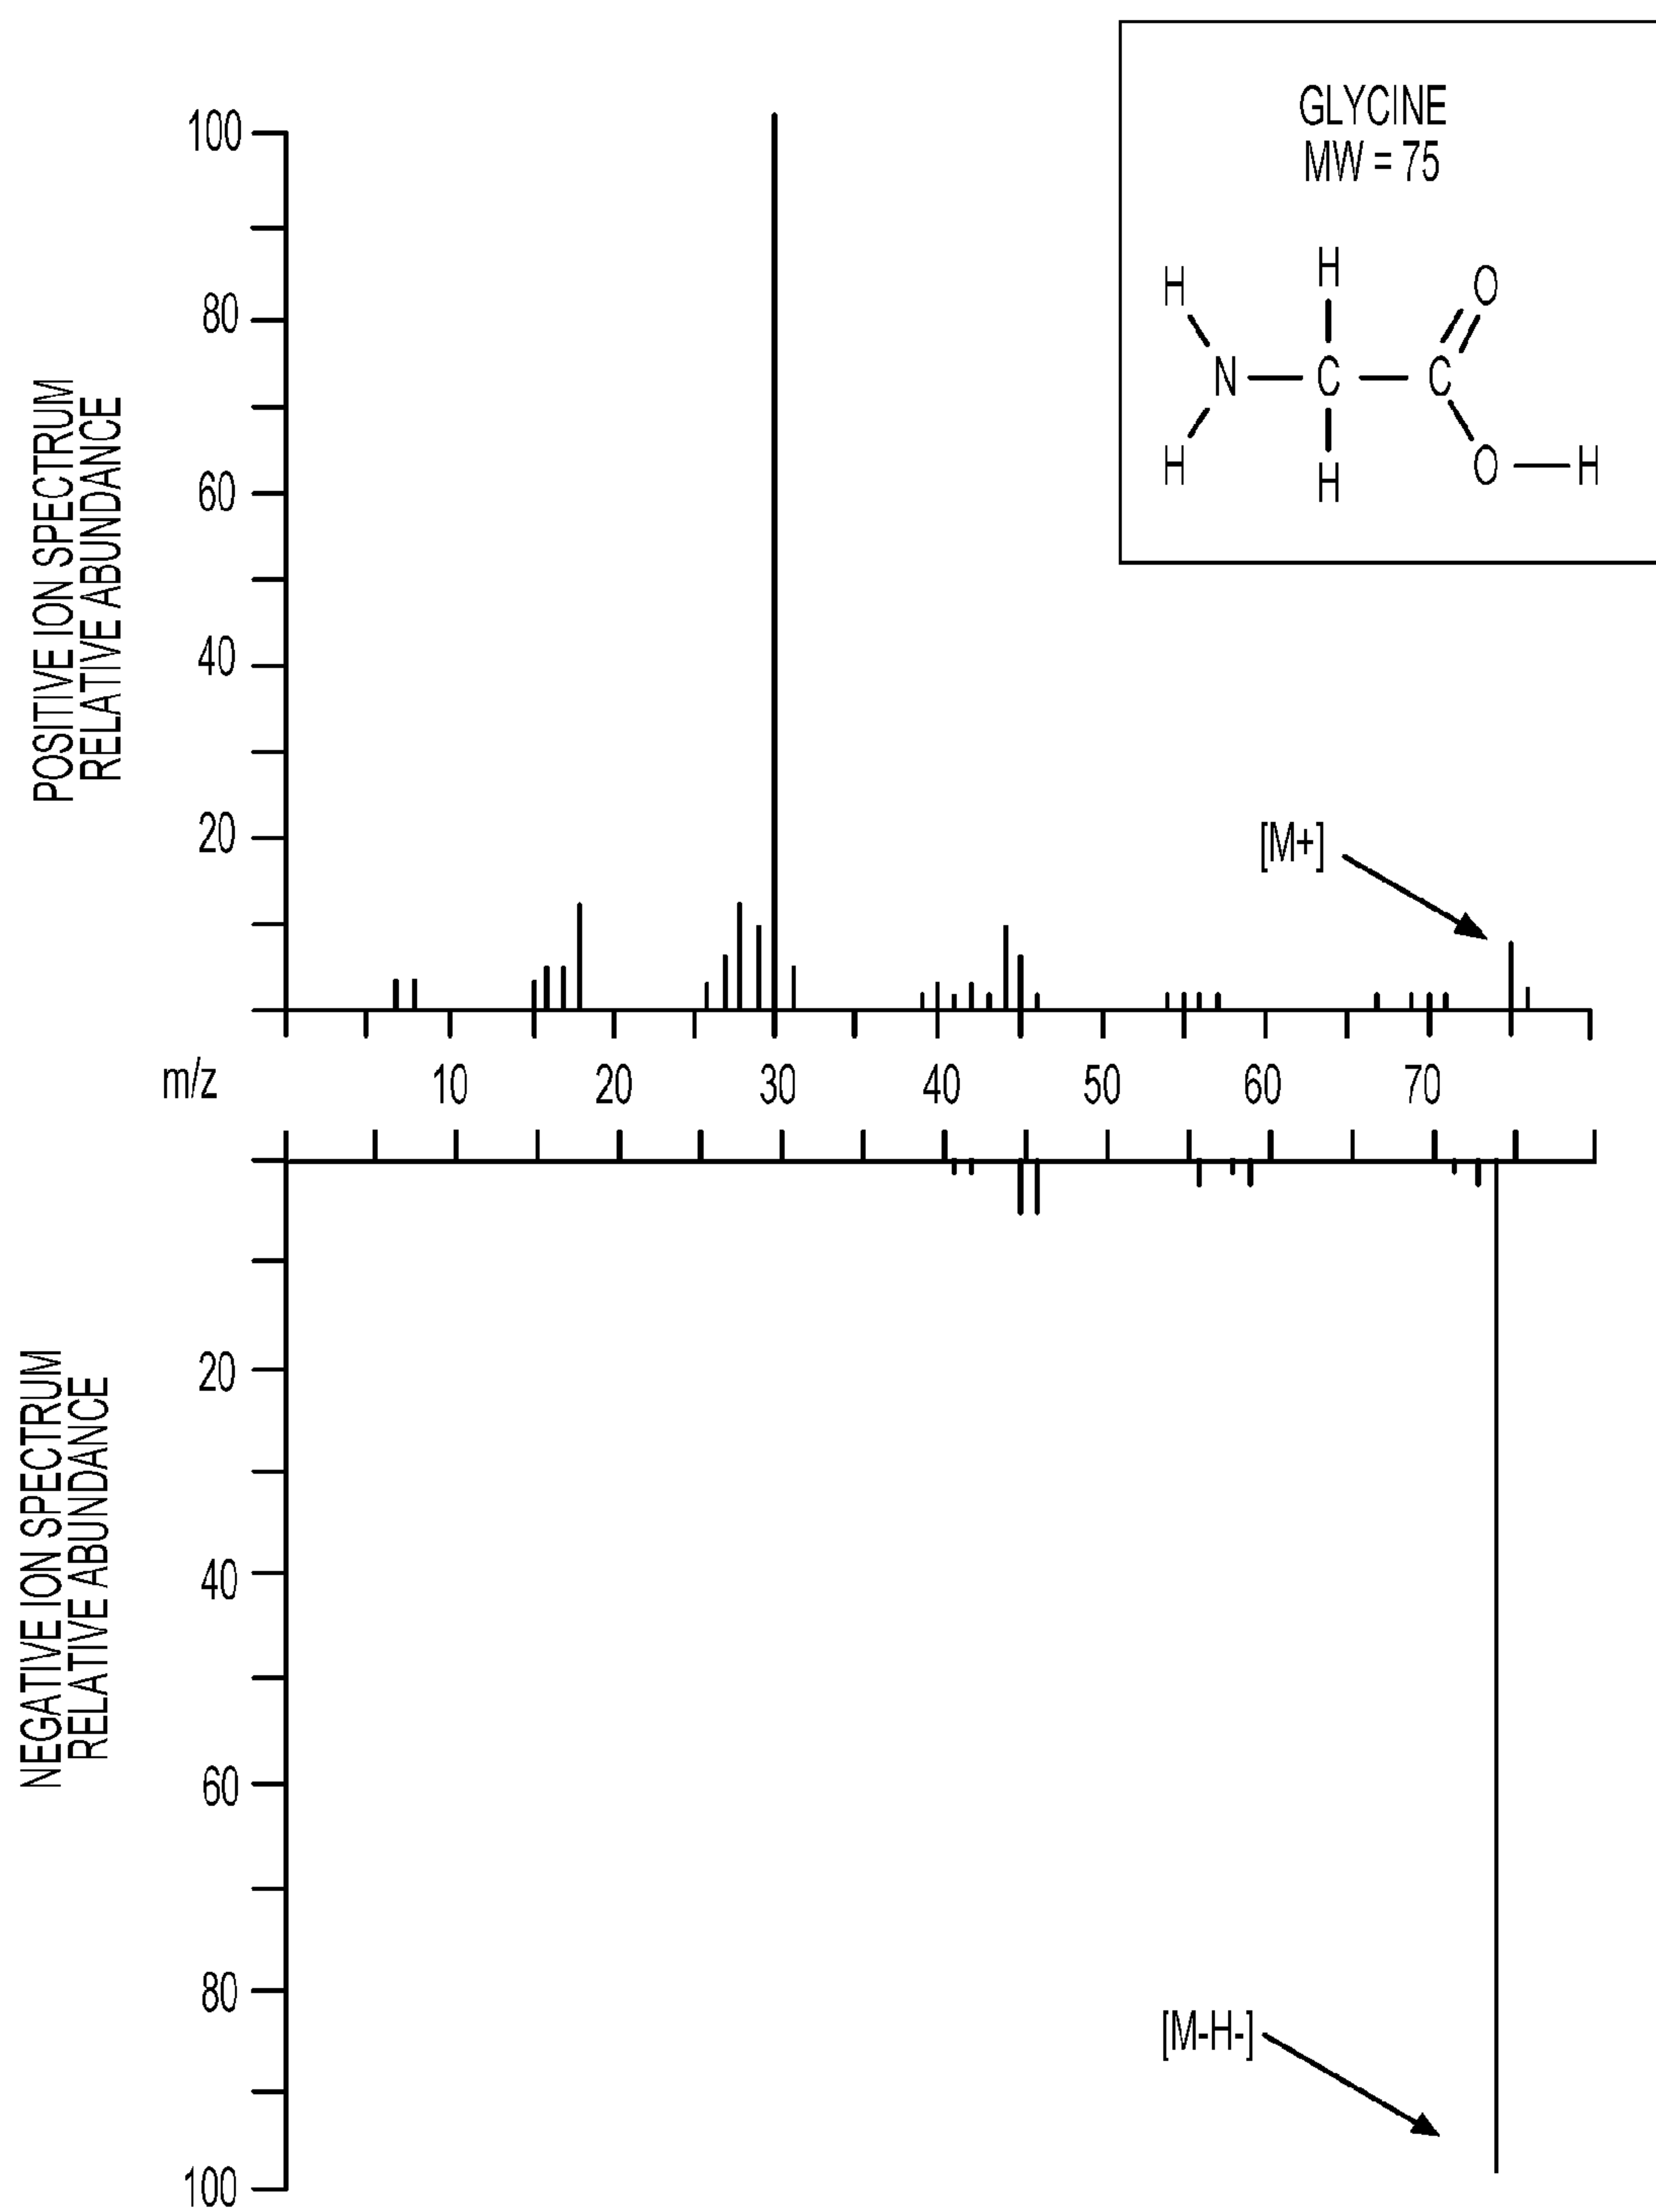 GLYCINE
MW = 75
H
H
O
N
C
C
H
H
O
H
POSITIVE ION SPECTRUM
RELATIVE ABUNDANCE
100
80
60
40
20
[M+]
m/z
10
20
30
40
50
60
70
NEGATIVE ION SPECTRUM
RELATIVE ABUNDANCE
20
40
60
80
100
[M-H-]